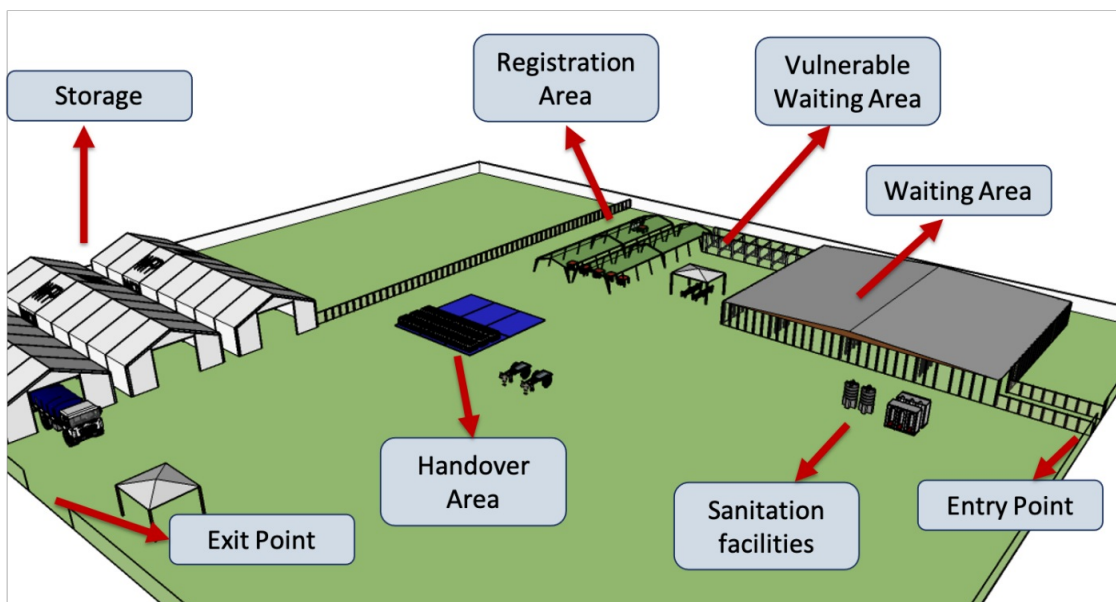 Storage
Registration
Area
Vulnerable
Waiting Area
Waiting Area
Handover
Area
Sanitation
facilities
Entry Point
Exit Point